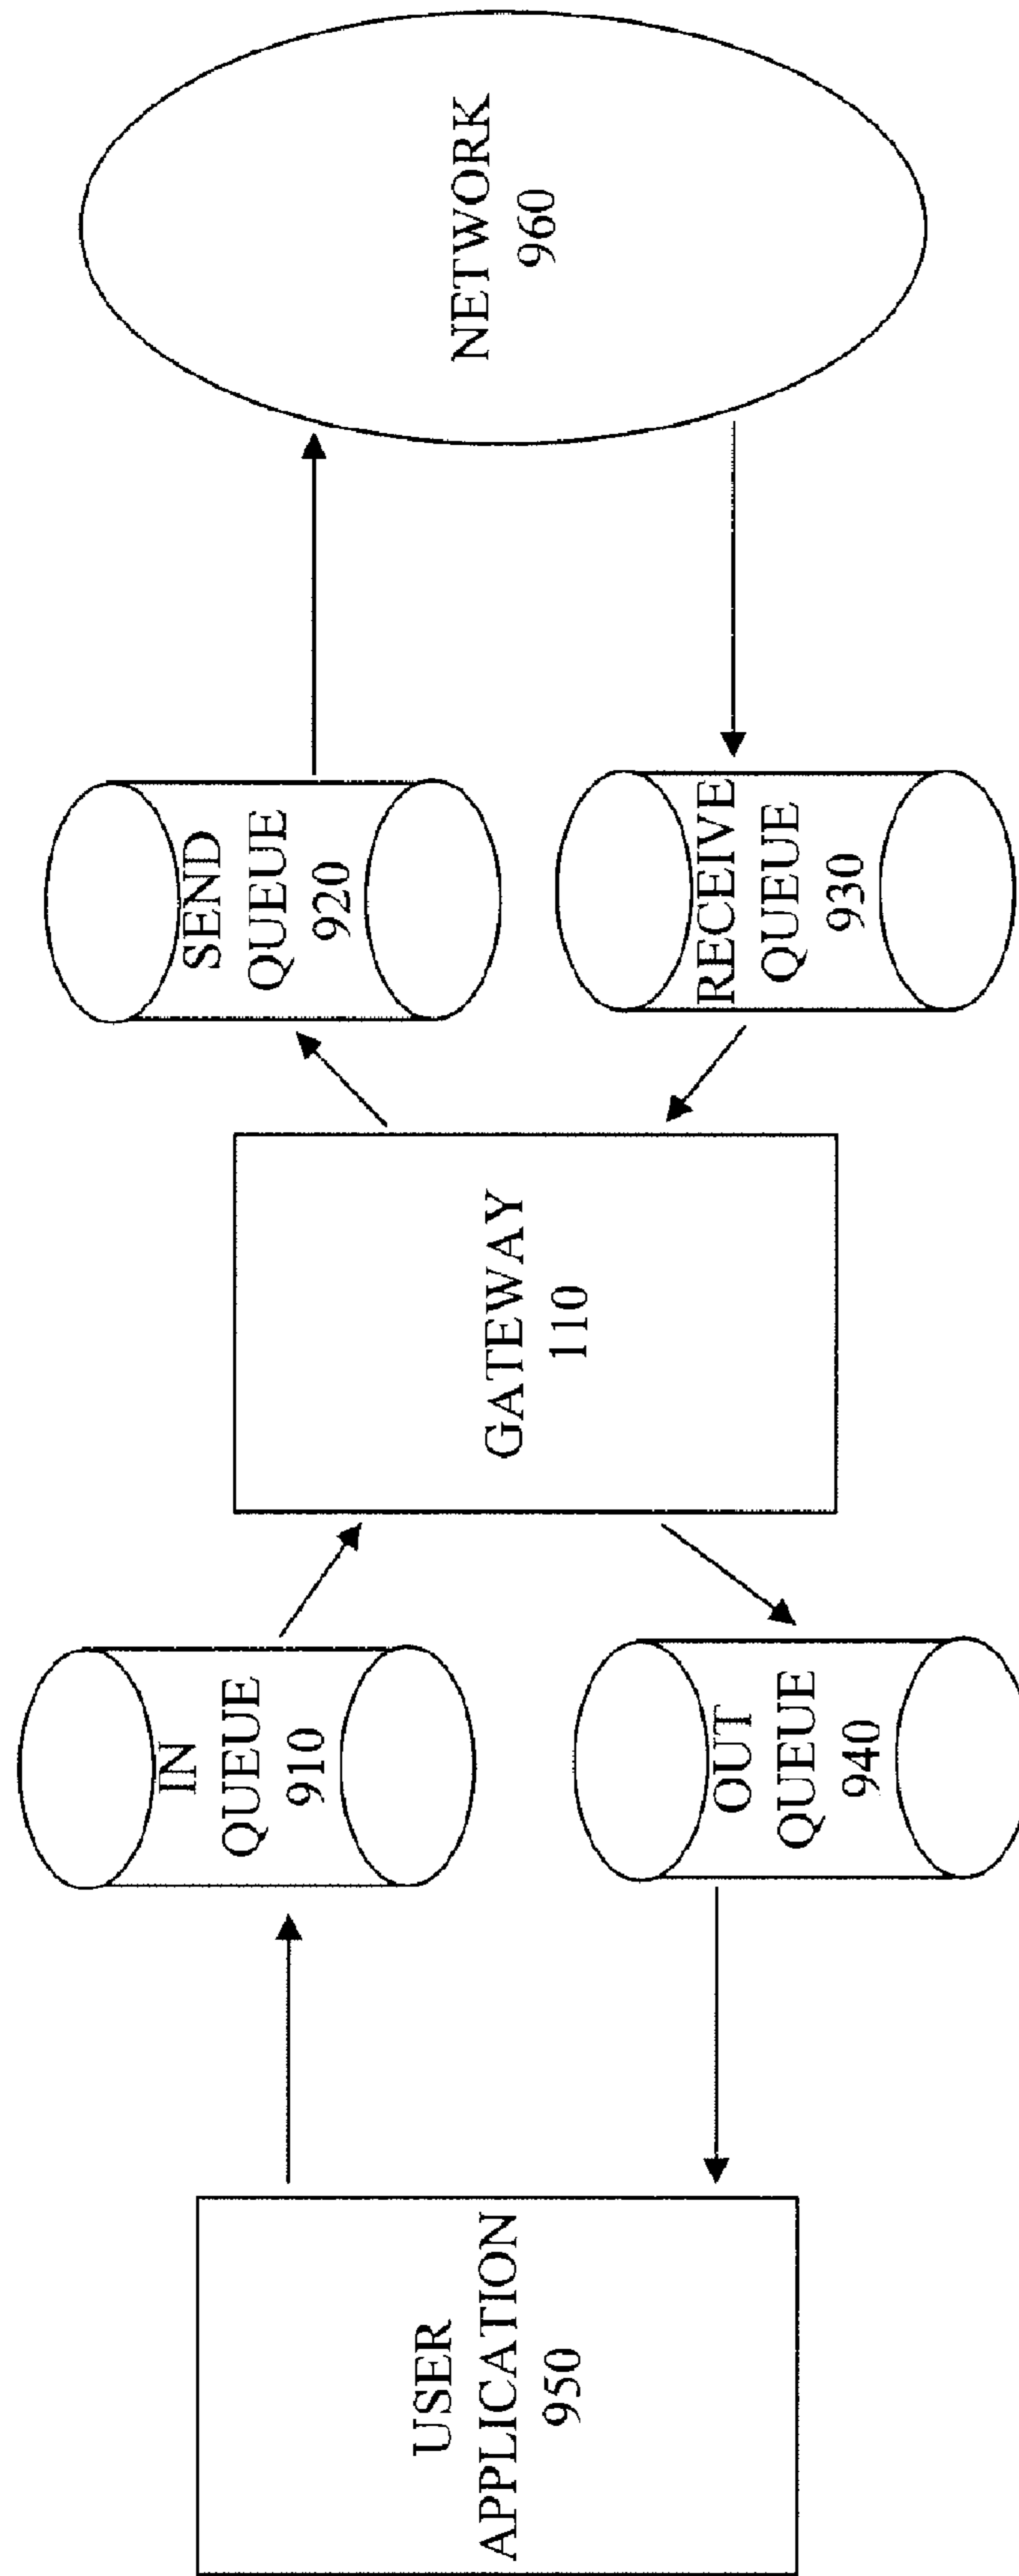 USER
APPLICATION
950
IN
QUEUE
910
OUT
QUEUE
940
GATEWAY
110
SEND
QUEUE
920
RECEIVE
QUEUE
930
NETWORK
960